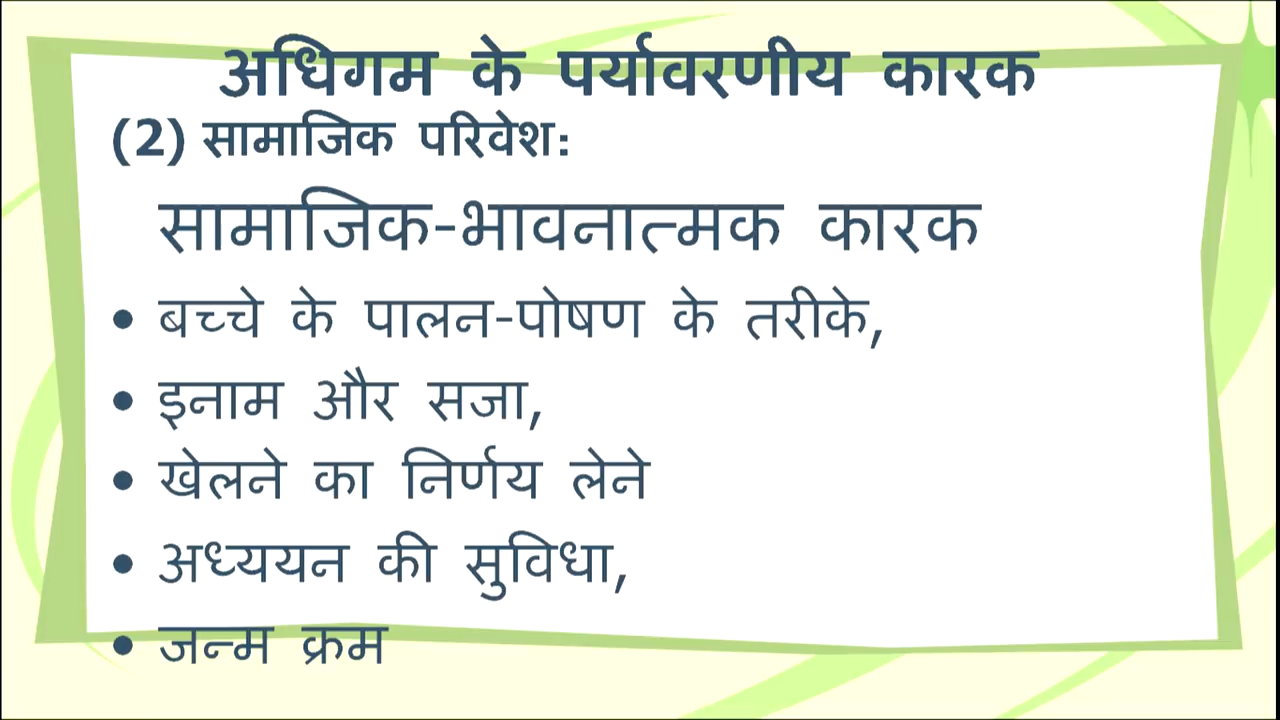 अधिगम के पर्यावरणीय कारक
(2) सामाजिक परिवेश:
सामाजिक-भावनात्मक कारक
• बच्चे के पालन-पोषण के तरीके,
• इनाम और सजा,
• खेलने का निर्णय लेने
• अध्ययन की सुविधा,
• जन्म क्रम